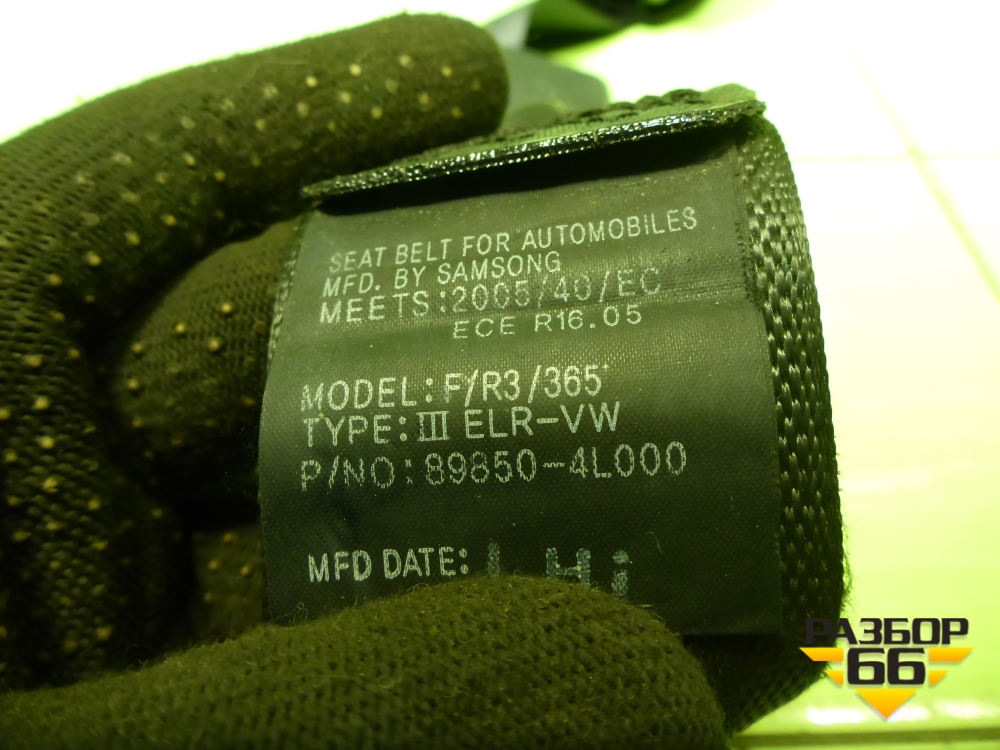 SEAT BELT FOR AUTOMOBILES
MFD. BY SAMSONG
MEETS:2005/40/EC
ECE R16.05
MODEL: F/R3/365°
TYPE: III ELR-VW
P/NO: 89850-4L000
MFD DATE:
РАЗБОР
66